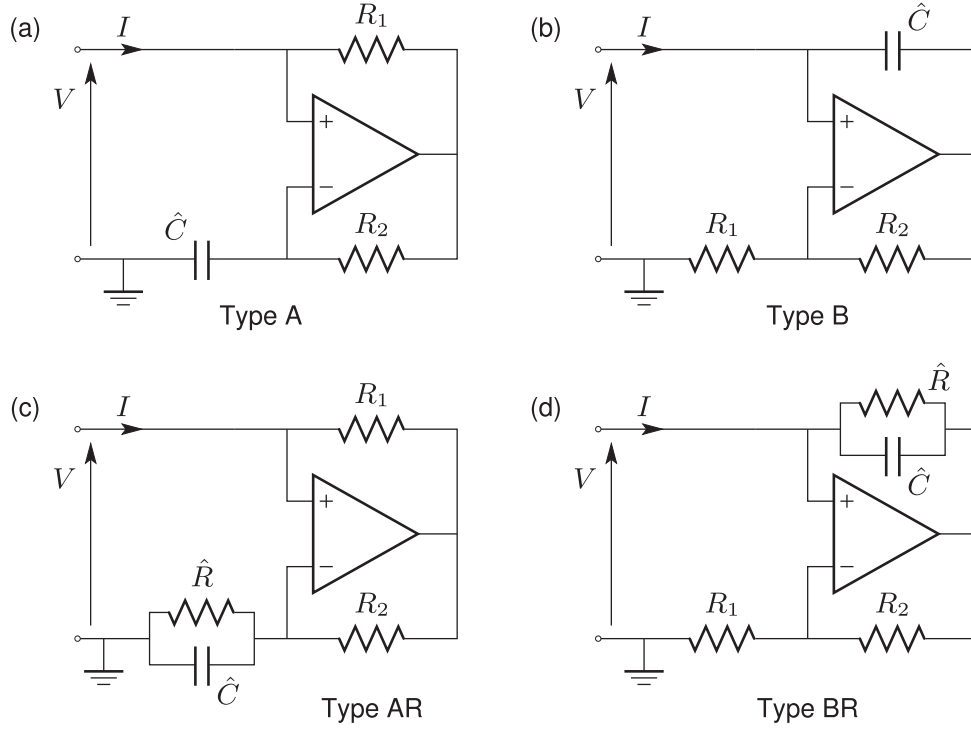 (a)
I
R₁
V
+
−
Ĉ
R₂
Type A
(b)
I
Ĉ
V
+
−
R₁
R₂
Type B
(c)
I
R₁
V
+
−
R̂
R₂
Ĉ
Type AR
(d)
I
R̂
Ĉ
V
+
−
R₁
R₂
Type BR